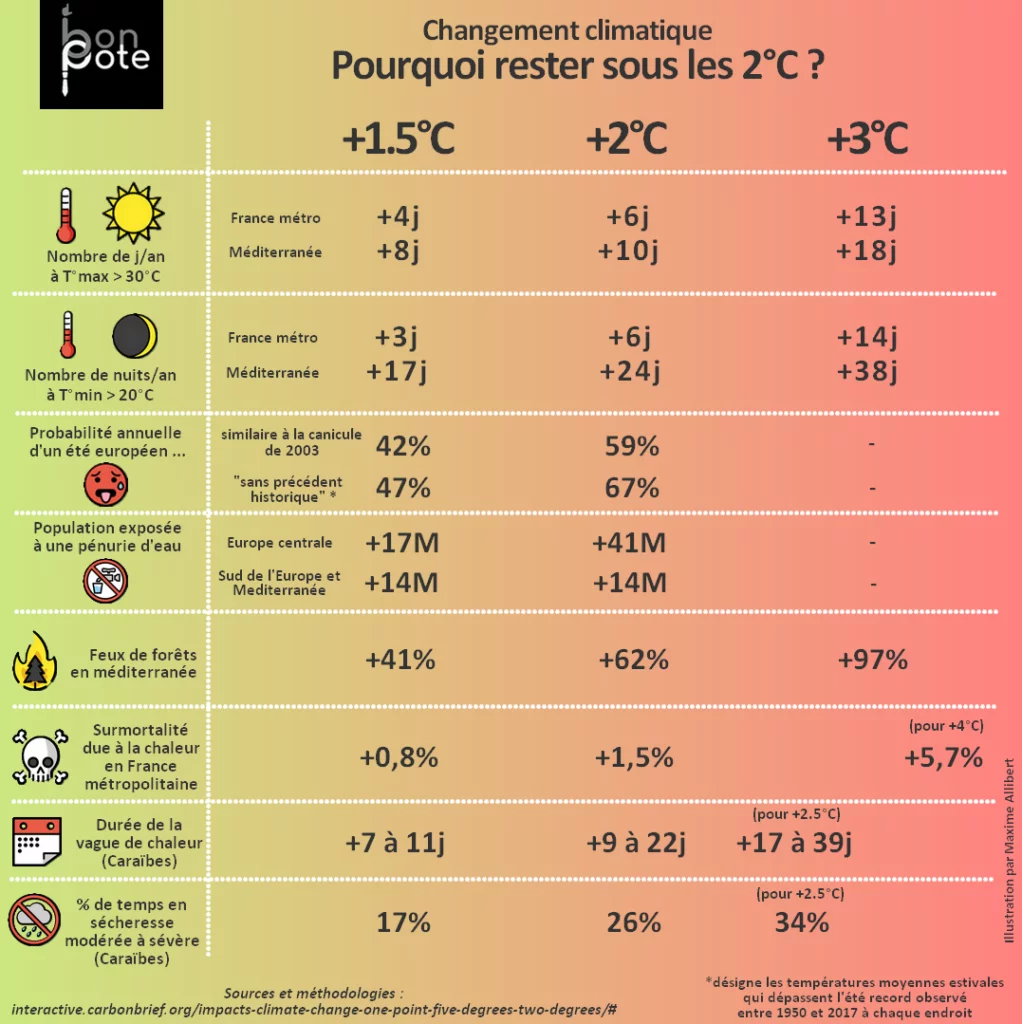 bon
pote
Changement climatique
Pourquoi rester sous les 2°C ?
+1.5°C +2°C +3°C
Nombre de j/an
à T°max > 30°C
France métro +4j +6j +13j
Méditerranée +8j +10j +18j
Nombre de nuits/an
à T°min > 20°C
France métro +3j +6j +14j
Méditerranée +17j +24j +38j
Probabilité annuelle
d'un été européen ...
similaire à la canicule
de 2003
42% 59% -
"sans précédent
historique" *
47% 67% -
Population exposée
à une pénurie d'eau
Europe centrale +17M +41M -
Sud de l'Europe et
Mediterranée
+14M +14M -
Feux de forêts
en méditerranée
+41% +62% +97%
Surmortalité
due à la chaleur
en France
métropolitaine
+0,8% +1,5%
(pour +4°C)
+5,7%
Durée de la
vague de chaleur
(Caraïbes)
+7 à 11j +9 à 22j
(pour +2.5°C)
+17 à 39j
% de temps en
sécheresse
modérée à sévère
(Caraïbes)
17% 26%
(pour +2.5°C)
34%
Illustration par Maxime Allibert
Sources et méthodologies :
interactive.carbonbrief.org/impacts-climate-change-one-point-five-degrees-two-degrees/#
*désigne les températures moyennes estivales
qui dépassent l'été record observé
entre 1950 et 2017 à chaque endroit